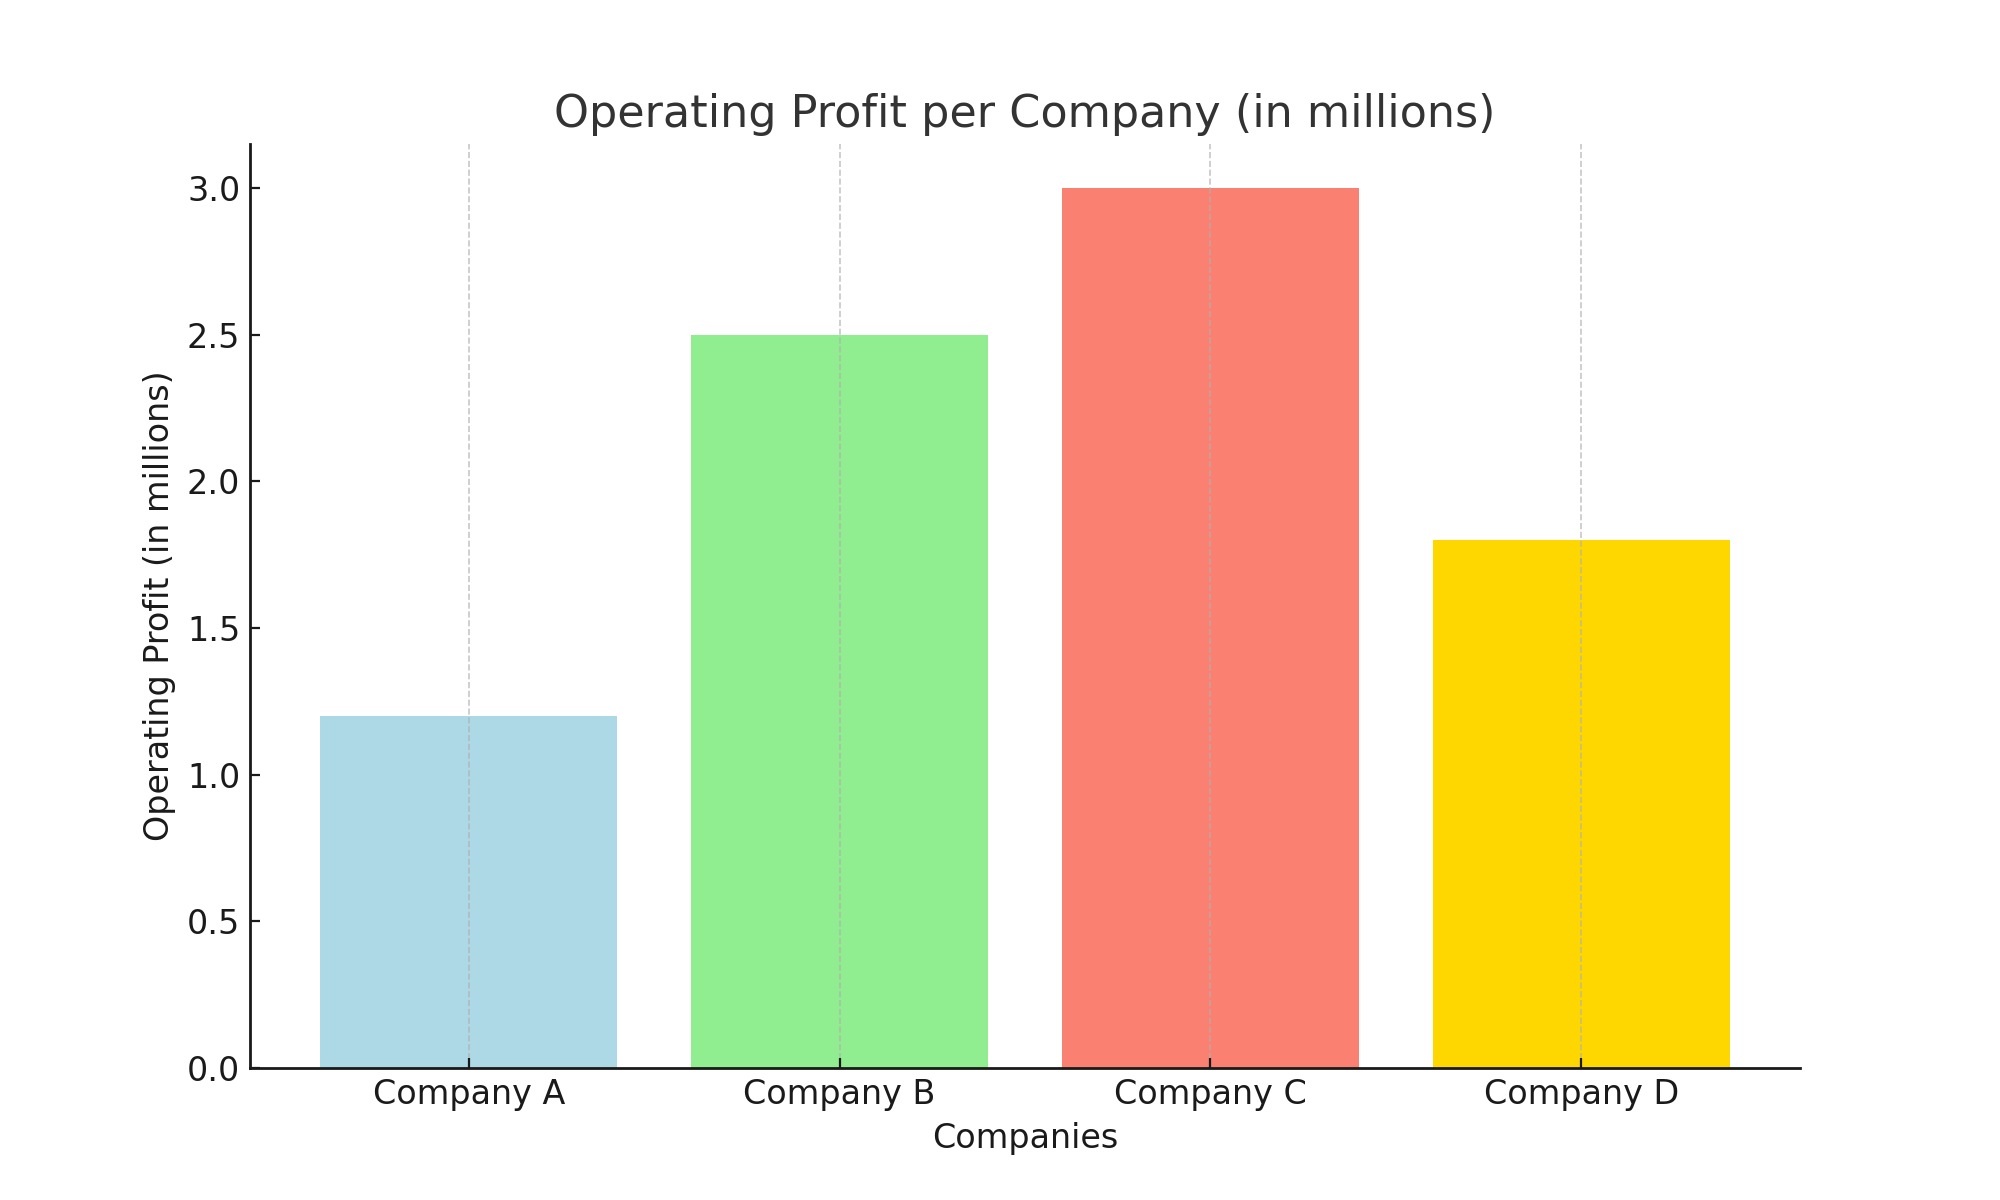 Operating Profit per Company (in millions)
Operating Profit (in millions)
3.0
2.5
2.0
1.5
1.0
0.5
0.0
Company A
Company B
Company C
Company D
Companies